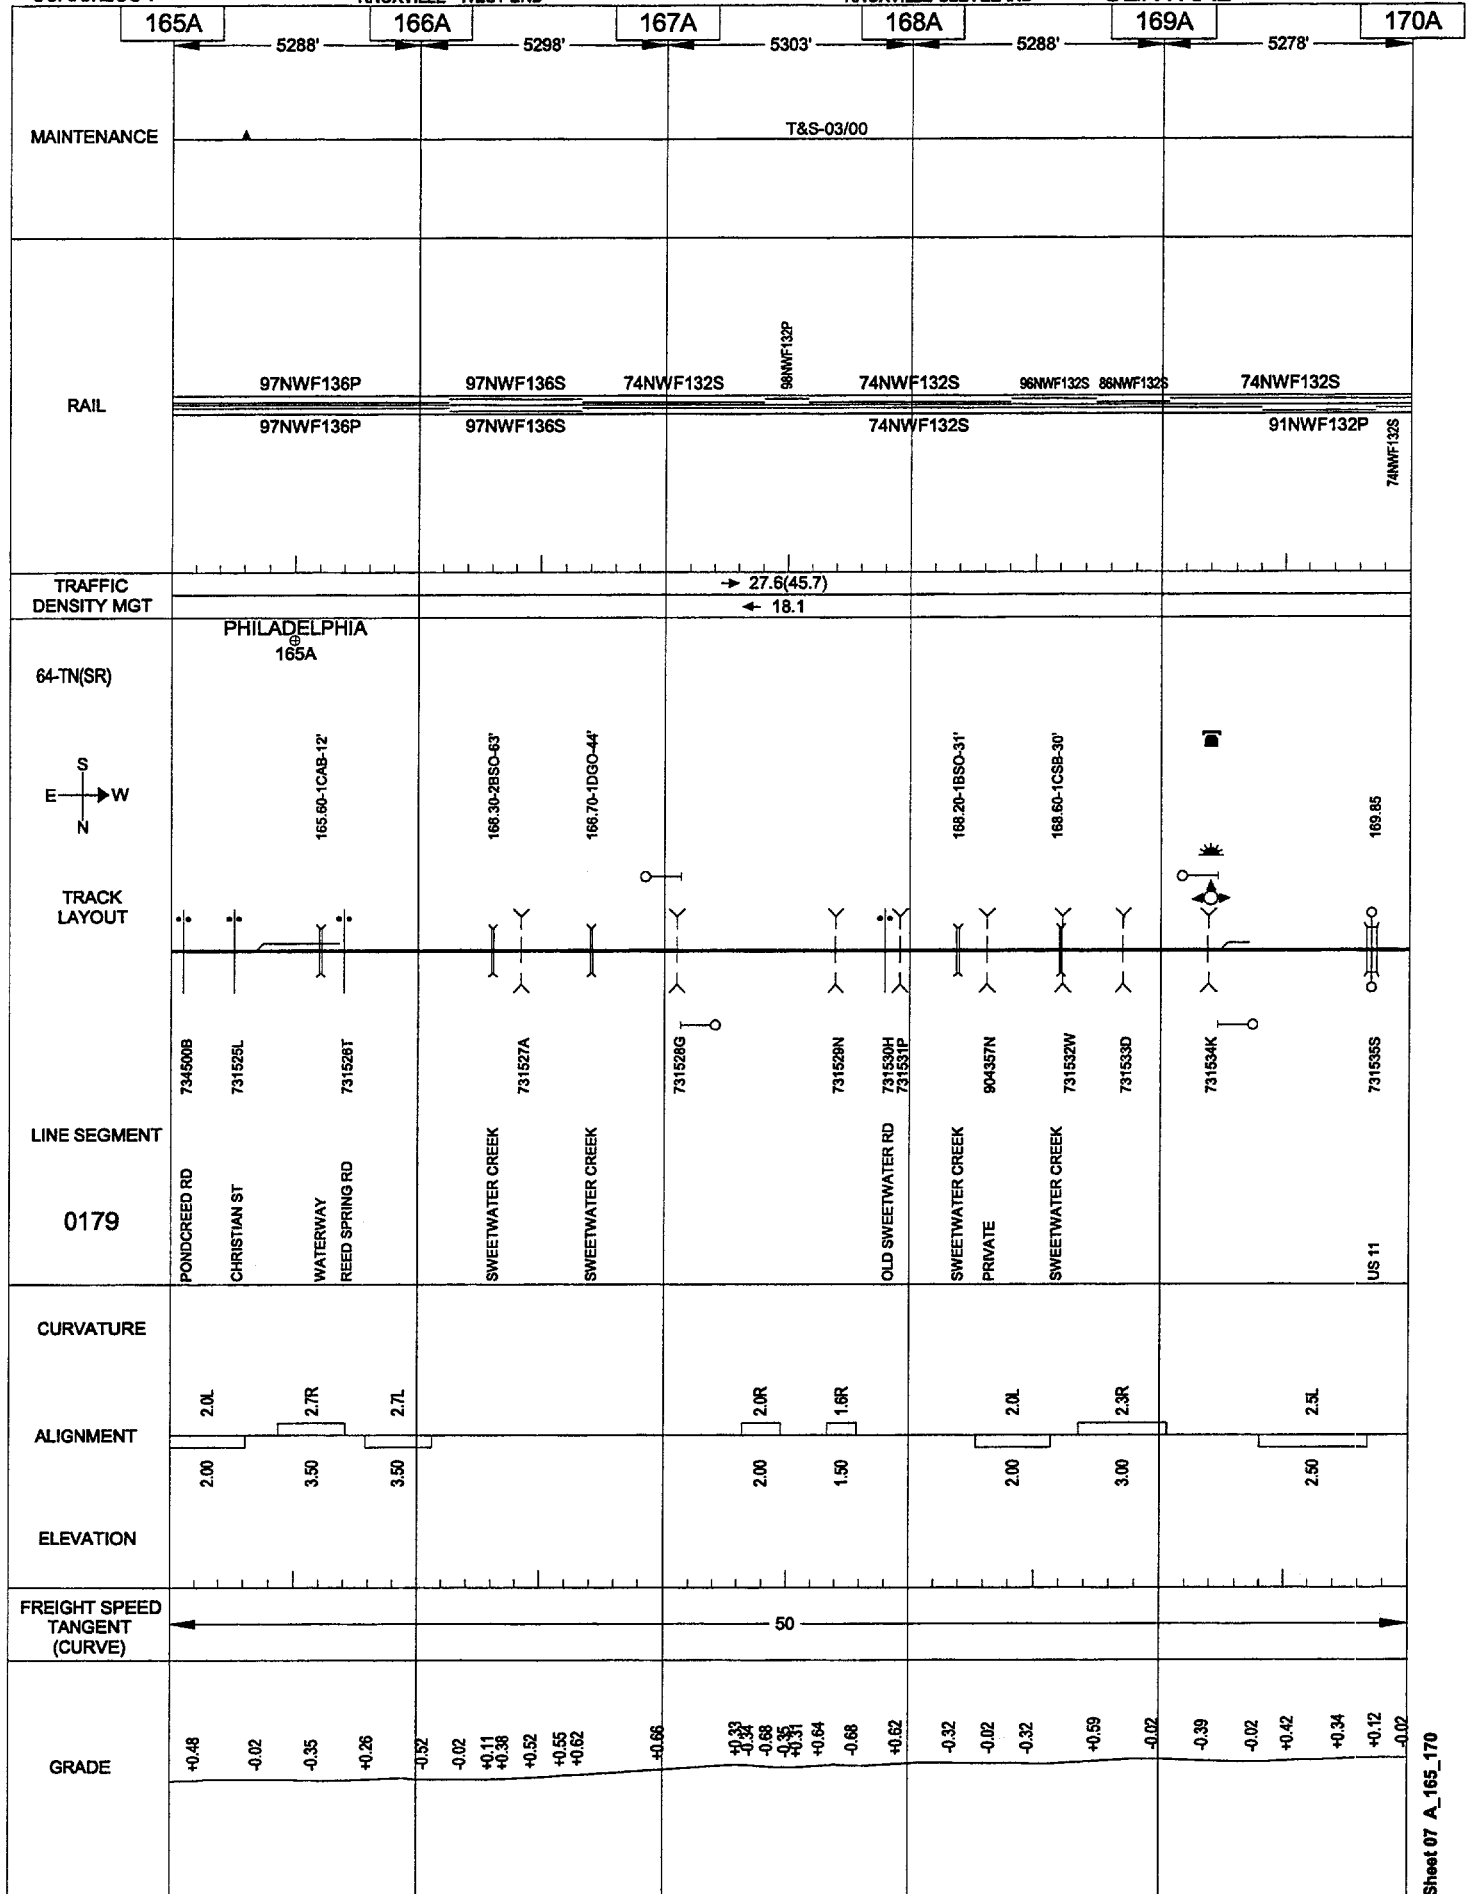 165A 166A 167A 168A 169A 170A
5288' 5298' 5303' 5288' 5278'
MAINTENANCE
T&S-03/00
98NWF132P
97NWF136P 97NWF136S 74NWF132S 74NWF132S 96NWF132S 86NWF132S 74NWF132S
RAIL
97NWF136P 97NWF136S 74NWF132S 91NWF132P
74NWF132S
TRAFFIC
DENSITY MGT
27.6(45.7)
18.1
PHILADELPHIA
165A
64-TN(SR)
S
E W
N
165.60-1CAB-12'
166.30-2BSO-63'
166.70-1DGO-44'
168.20-1BSO-31'
168.60-1CSB-30'
169.85
TRACK
LAYOUT
734500B
731525L
731526T
731527A
731528G
731529N
731530H
731531P
904357N
731532W
731533D
731534K
731535S
LINE SEGMENT
0179
PONDCREED RD
CHRISTIAN ST
WATERWAY
REED SPRING RD
SWEETWATER CREEK
SWEETWATER CREEK
OLD SWEETWATER RD
SWEETWATER CREEK
PRIVATE
SWEETWATER CREEK
US 11
CURVATURE
2.0L 2.7R 2.7L 2.0R 1.6R 2.0L 2.3R 2.5L
ALIGNMENT
2.00 3.50 3.50 2.00 1.50 2.00 3.00 2.50
ELEVATION
FREIGHT SPEED
TANGENT
(CURVE)
50
GRADE
+0.48 -0.02 -0.35 +0.26 -0.52 -0.02 +0.11 +0.38 +0.52 +0.55 +0.62 +0.66 +0.33 -0.34 -0.68 -0.35 +0.31 +0.64 -0.68 +0.62 -0.32 -0.02 -0.32 +0.59 -0.02 -0.39 -0.02 +0.42 +0.34 +0.12 -0.02
Sheet 07 A_165_170